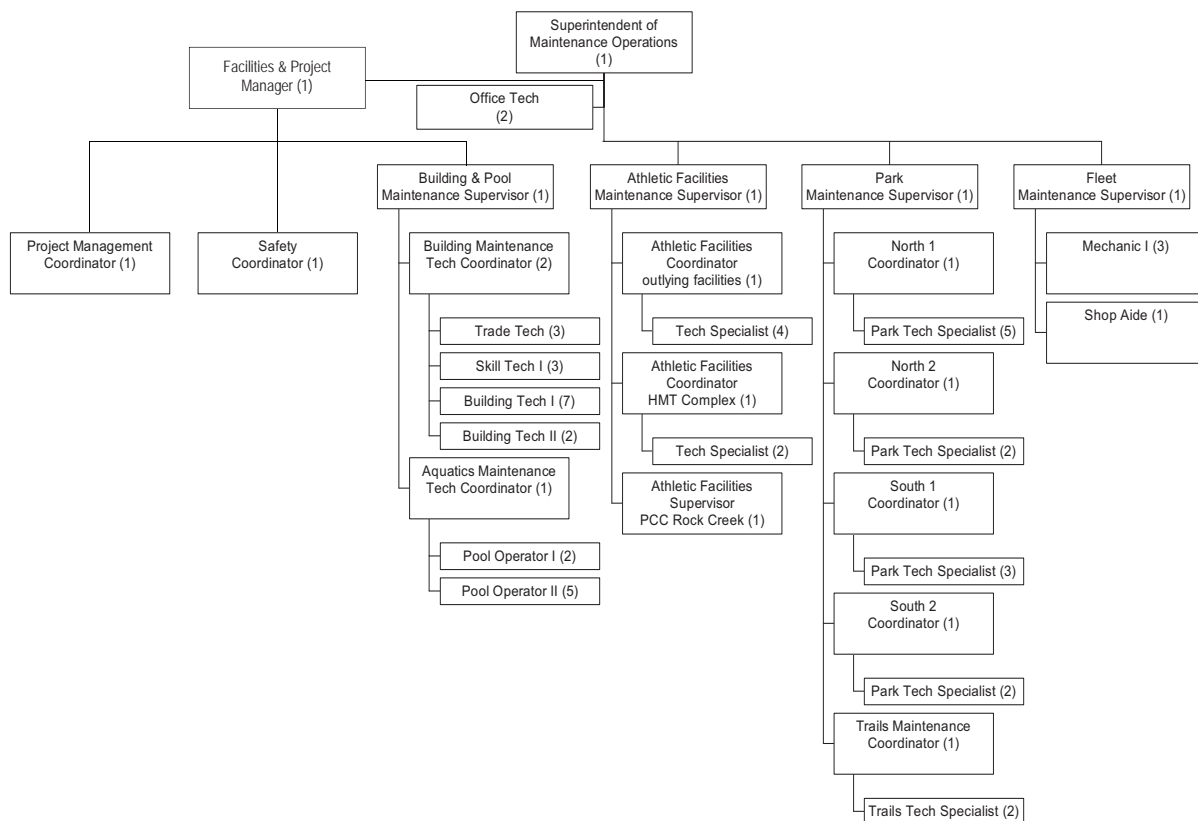 Superintendent of
Maintenance Operations
(1)
Facilities & Project
Manager (1)
Office Tech
(2)
Building & Pool
Maintenance Supervisor (1)
Athletic Facilities
Maintenance Supervisor (1)
Park
Maintenance Supervisor (1)
Fleet
Maintenance Supervisor (1)
Project Management
Coordinator (1)
Safety
Coordinator (1)
Building Maintenance
Tech Coordinator (2)
Trade Tech (3)
Skill Tech I (3)
Building Tech I (7)
Building Tech II (2)
Aquatics Maintenance
Tech Coordinator (1)
Pool Operator I (2)
Pool Operator II (5)
Athletic Facilities
Coordinator
outlying facilities (1)
Tech Specialist (4)
Athletic Facilities
Coordinator
HMT Complex (1)
Tech Specialist (2)
Athletic Facilities
Supervisor
PCC Rock Creek (1)
North 1
Coordinator (1)
Park Tech Specialist (5)
North 2
Coordinator (1)
Park Tech Specialist (2)
South 1
Coordinator (1)
Park Tech Specialist (3)
South 2
Coordinator (1)
Park Tech Specialist (2)
Trails Maintenance
Coordinator (1)
Trails Tech Specialist (2)
Mechanic I (3)
Shop Aide (1)